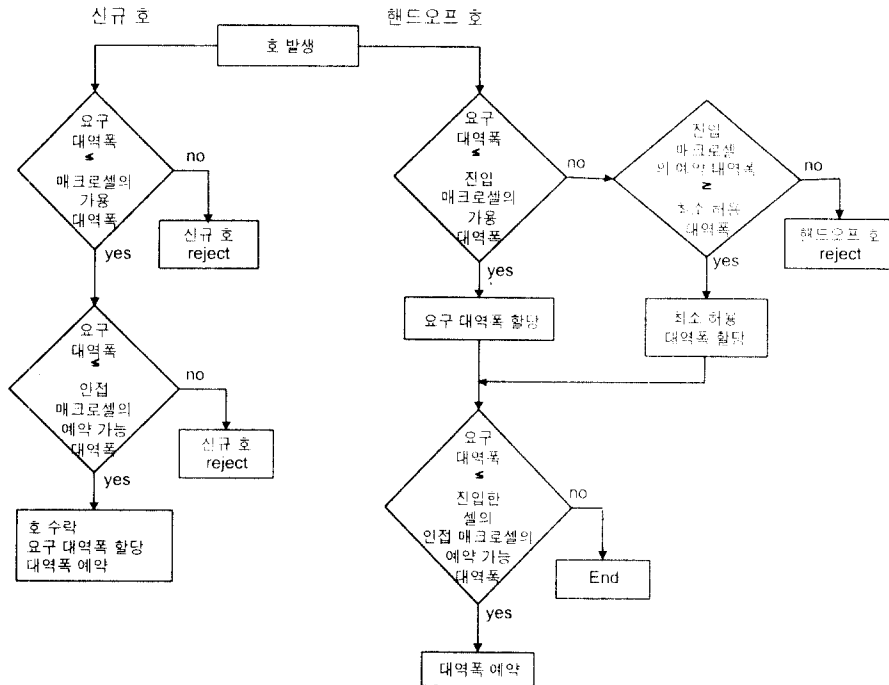 신규 호
핸드오프 호
호 발생
요구
대역폭
≤
매크로셀의
가용
대역폭
no
신규 호
reject
yes
요구
대역폭
≤
인접
매크로셀의
예약 가능
대역폭
no
신규 호
reject
yes
호 수락
요구 대역폭 할당
대역폭 예약
요구
대역폭
≤
진입
매크로셀의
가용
대역폭
no
yes
요구 대역폭 할당
진입
마크로셀
의 예약 대역폭
≥
최소 허용
대역폭
no
핸드오프 호
reject
yes
최소 허용
대역폭 할당
요구
대역폭
≤
진입한
셀의
인접 매크로셀의
예약 가능
대역폭
no
End
yes
대역폭 예약